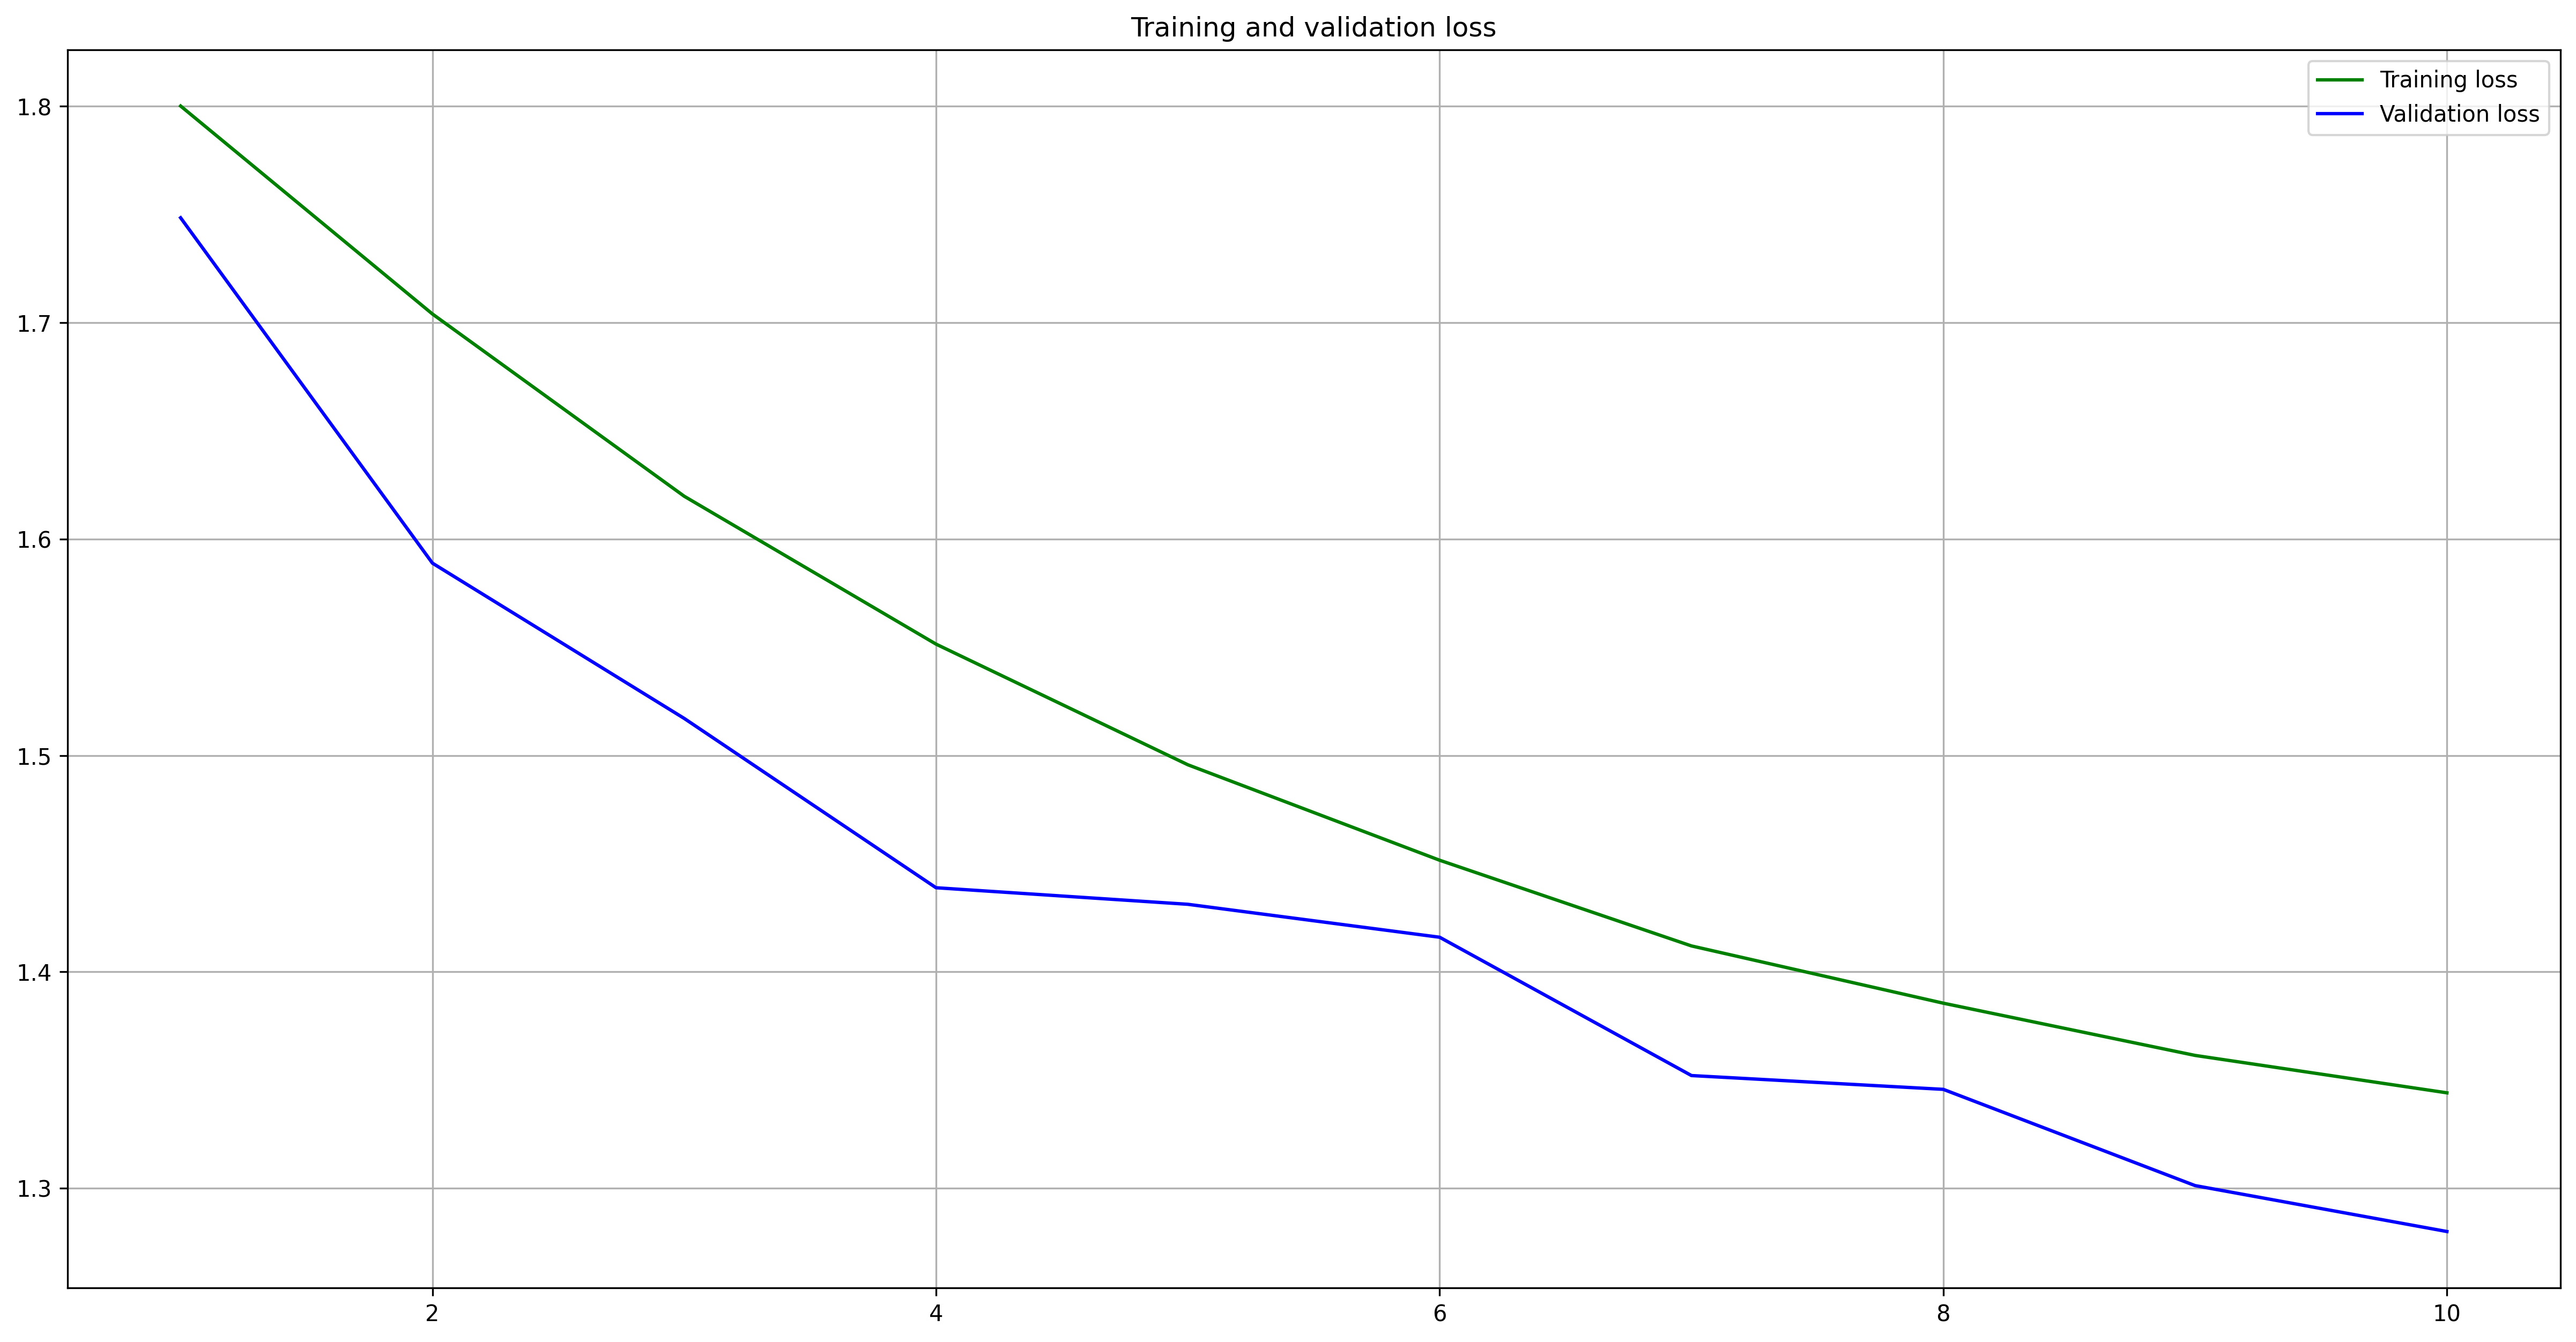 Training and validation loss
Training loss
Validation loss
1.8
1.7
1.6
1.5
1.4
1.3
2 4 6 8 10